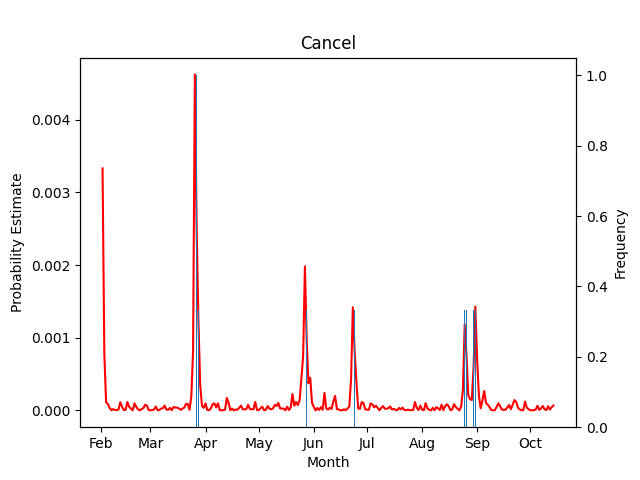 Cancel
Probability Estimate
0.004
0.003
0.002
0.001
0.000
1.0
0.8
0.6
0.4
0.2
0.0
Frequency
Feb Mar Apr May Jun Jul Aug Sep Oct
Month